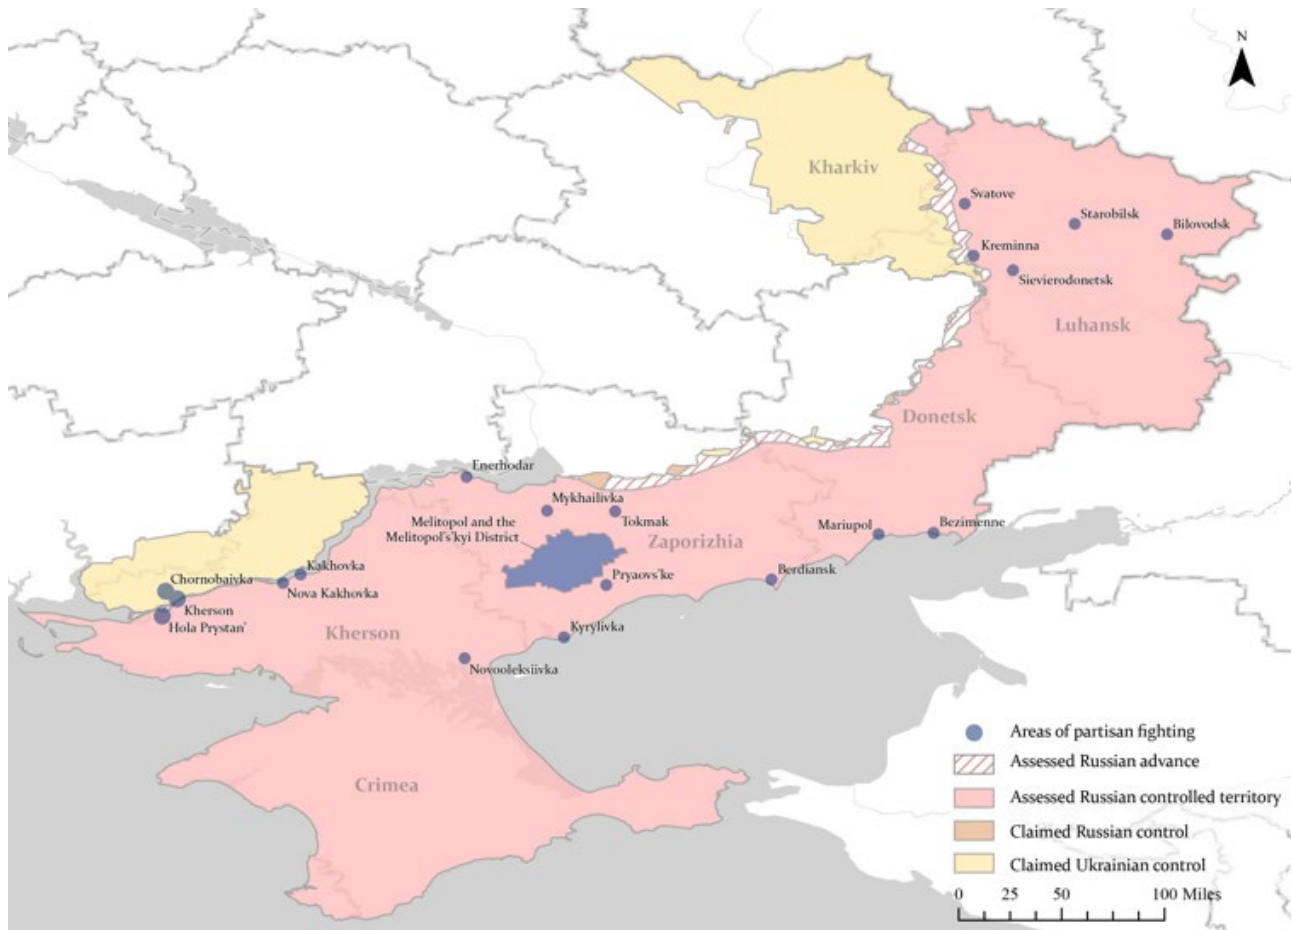 N
Kharkiv
Svatove
Starobilsk
Bilovodsk
Kreminna
Sievierodonetsk
Luhansk
Donetsk
Enerhodar
Mykhailivka
Melitopol and the
Melitopol's'kyi District
Tokmak
Zaporizhia
Mariupol
Bezimenne
Kakhovka
Chornobaivka
Nova Kakhovka
Pryaovs'ke
Berdiansk
Kherson
Hola Prystan'
Kherson
Kyrylivka
Novooleksiivka
Crimea
Areas of partisan fighting
Assessed Russian advance
Assessed Russian controlled territory
Claimed Russian control
Claimed Ukrainian control
0 25 50 100 Miles